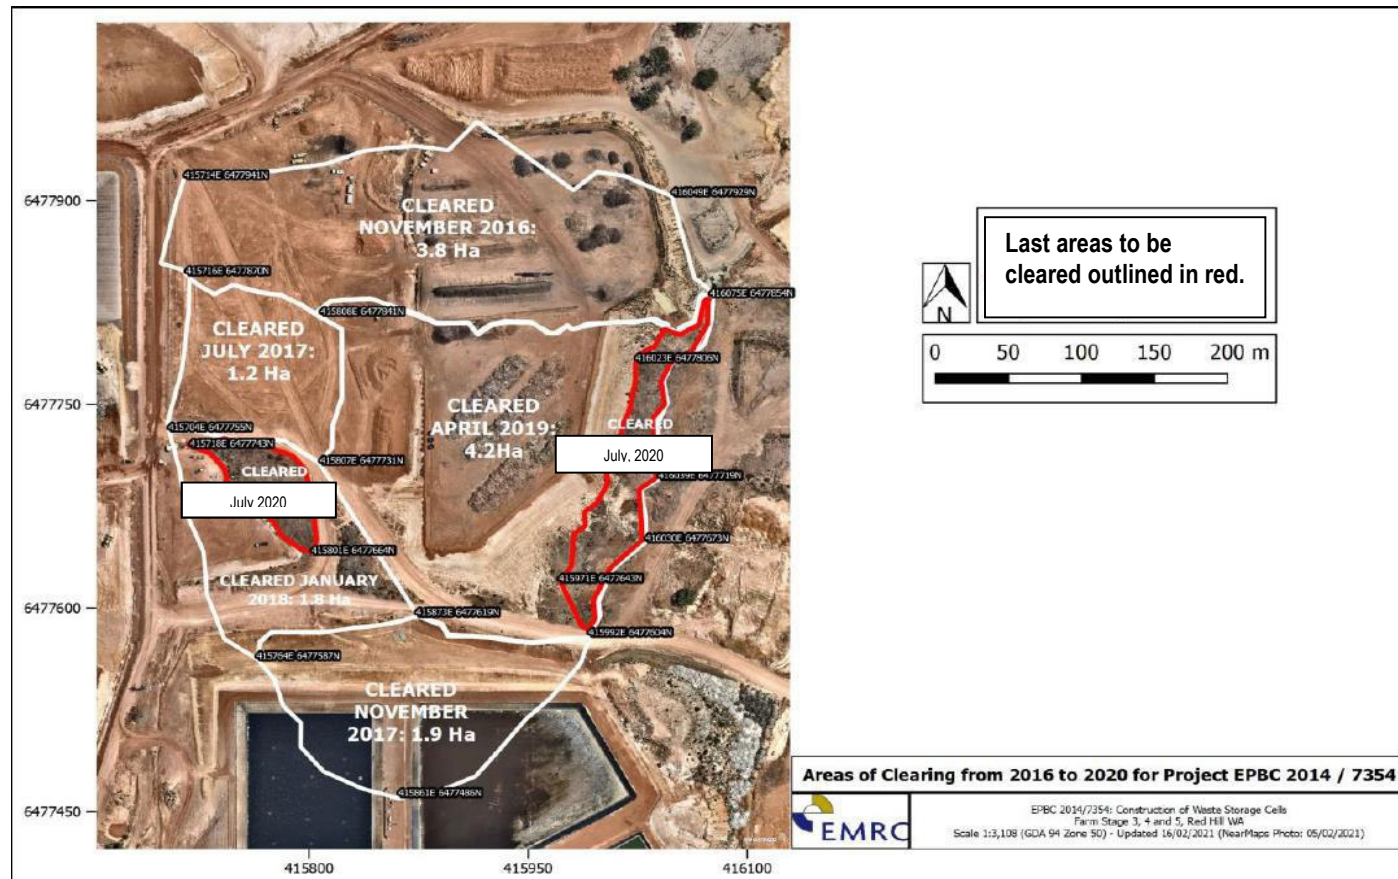 6477900
6477750
6477600
6477450
415800
415950
416100
415714E 6477941N
416049E 6477929N
CLEARED
NOVEMBER 2016:
3.8 Ha
415716E 6477870N
416075E 6477854N
415808E 6477841N
CLEARED
JULY 2017:
1.2 Ha
416023E 6477806N
CLEARED
APRIL 2019:
4.2Ha
CLEARED
July, 2020
415704E 6477755N
415718E 6477743N
415807E 6477731N
416039E 6477719N
CLEARED
July 2020
416030E 6477673N
415801E 6477664N
415971E 6477643N
CLEARED JANUARY
2018: 1.8 Ha
415873E 6477619N
415992E 6477604N
415764E 6477587N
CLEARED
NOVEMBER
2017: 1.9 Ha
415861E 6477486N
Last areas to be
cleared outlined in red.
N
0 50 100 150 200 m
Areas of Clearing from 2016 to 2020 for Project EPBC 2014 / 7354
EMRC
EPBC 2014/7354: Construction of Waste Storage Cells
Farm Stage 3, 4 and 5, Red Hill WA
Scale 1:3,108 (GDA 94 Zone 50) - Updated 16/02/2021 (NearMaps Photo: 05/02/2021)